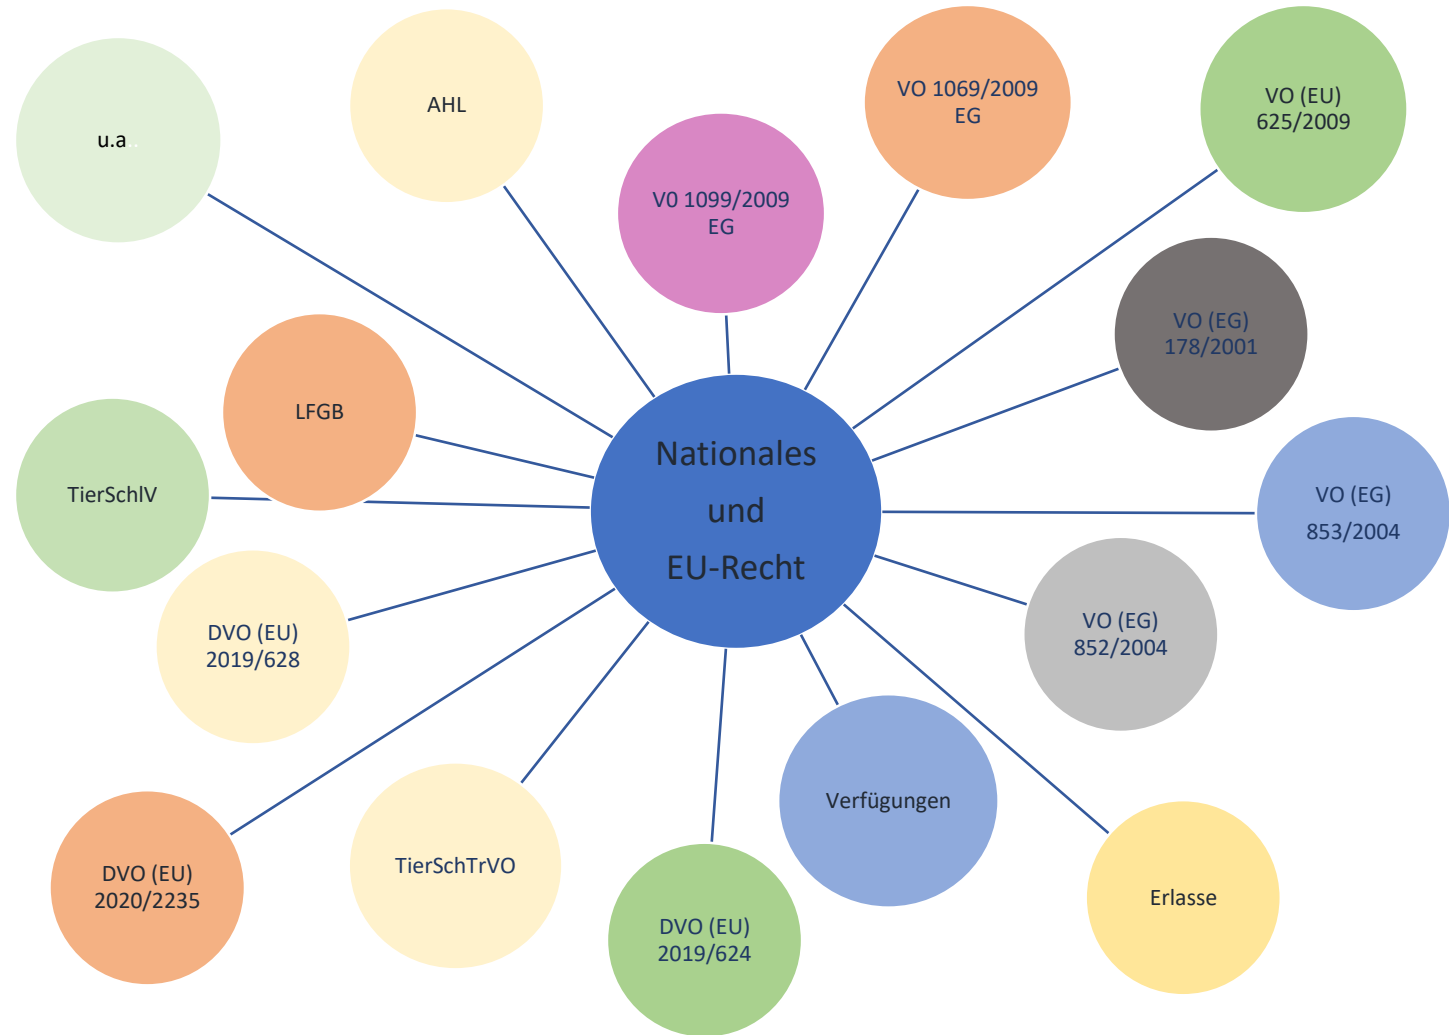 u.a..
AHL
V0 1099/2009
EG
VO 1069/2009
EG
VO (EU)
625/2009
VO (EG)
178/2001
LFGB
TierSchlV
Nationales
und
EU-Recht
VO (EG)
853/2004
DVO (EU)
2019/628
VO (EG)
852/2004
DVO (EU)
2020/2235
TierSchTrVO
DVO (EU)
2019/624
Verfügungen
Erlasse